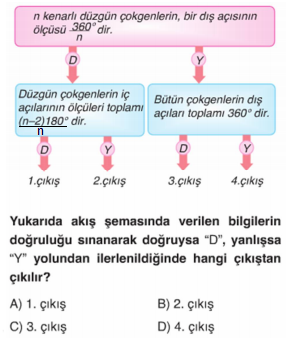 n kenarlı düzgün çokgenlerin, bir dış açısının
ölçüsü 360°/n dir.
D
Y
Düzgün çokgenlerin iç
açılarının ölçüleri toplamı
(n–2)180°/n dir.
Bütün çokgenlerin dış
açıları toplamı 360° dir.
D
Y
D
Y
1.çıkış
2.çıkış
3.çıkış
4.çıkış
Yukarıda akış şemasında verilen bilgilerin
doğruluğu sınanarak doğruysa "D", yanlışsa
"Y" yolundan ilerlenildiğinde hangi çıkıştan
çıkılır?
A) 1. çıkış
B) 2. çıkış
C) 3. çıkış
D) 4. çıkış